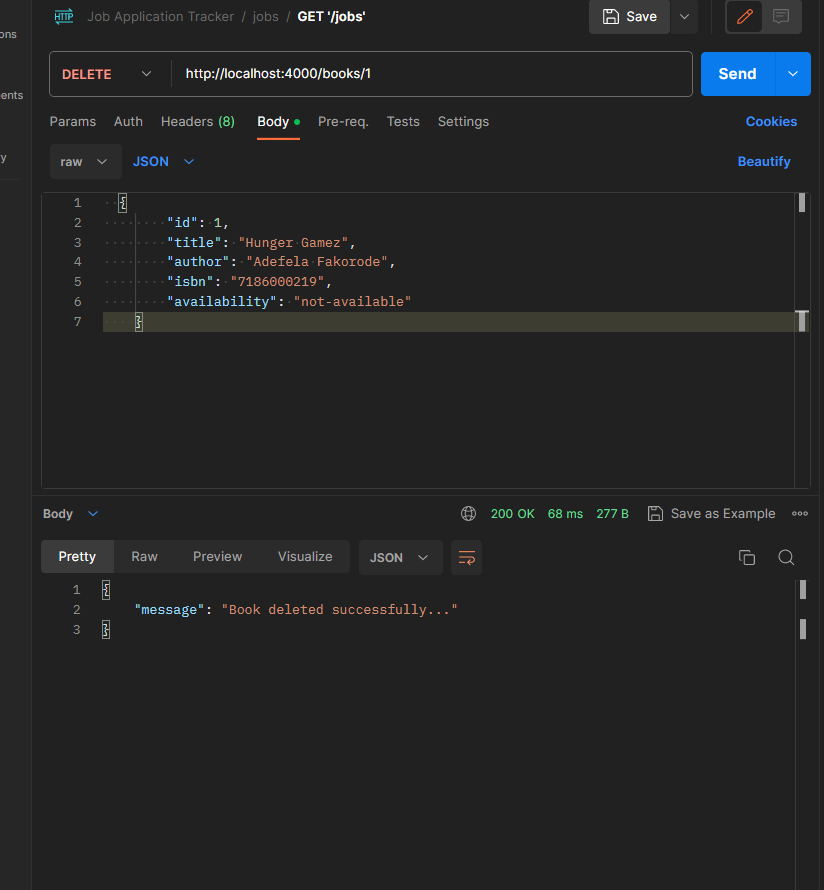 HTTP Job Application Tracker / jobs / GET '/jobs' Save
ons
DELETE http://localhost:4000/books/1 Send
ents
Params Auth Headers (8) Body Pre-req. Tests Settings Cookies
y
raw JSON Beautify
1 {
2 "id": 1,
3 "title": "Hunger Gamez",
4 "author": "Adefela Fakorode",
5 "isbn": "7186000219",
6 "availability": "not-available"
7 }
Body 200 OK 68 ms 277 B Save as Example
Pretty Raw Preview Visualize JSON
1 {
2 "message": "Book deleted successfully..."
3 }